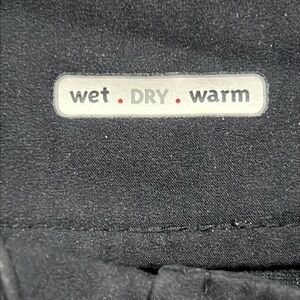 wet . DRY . warm